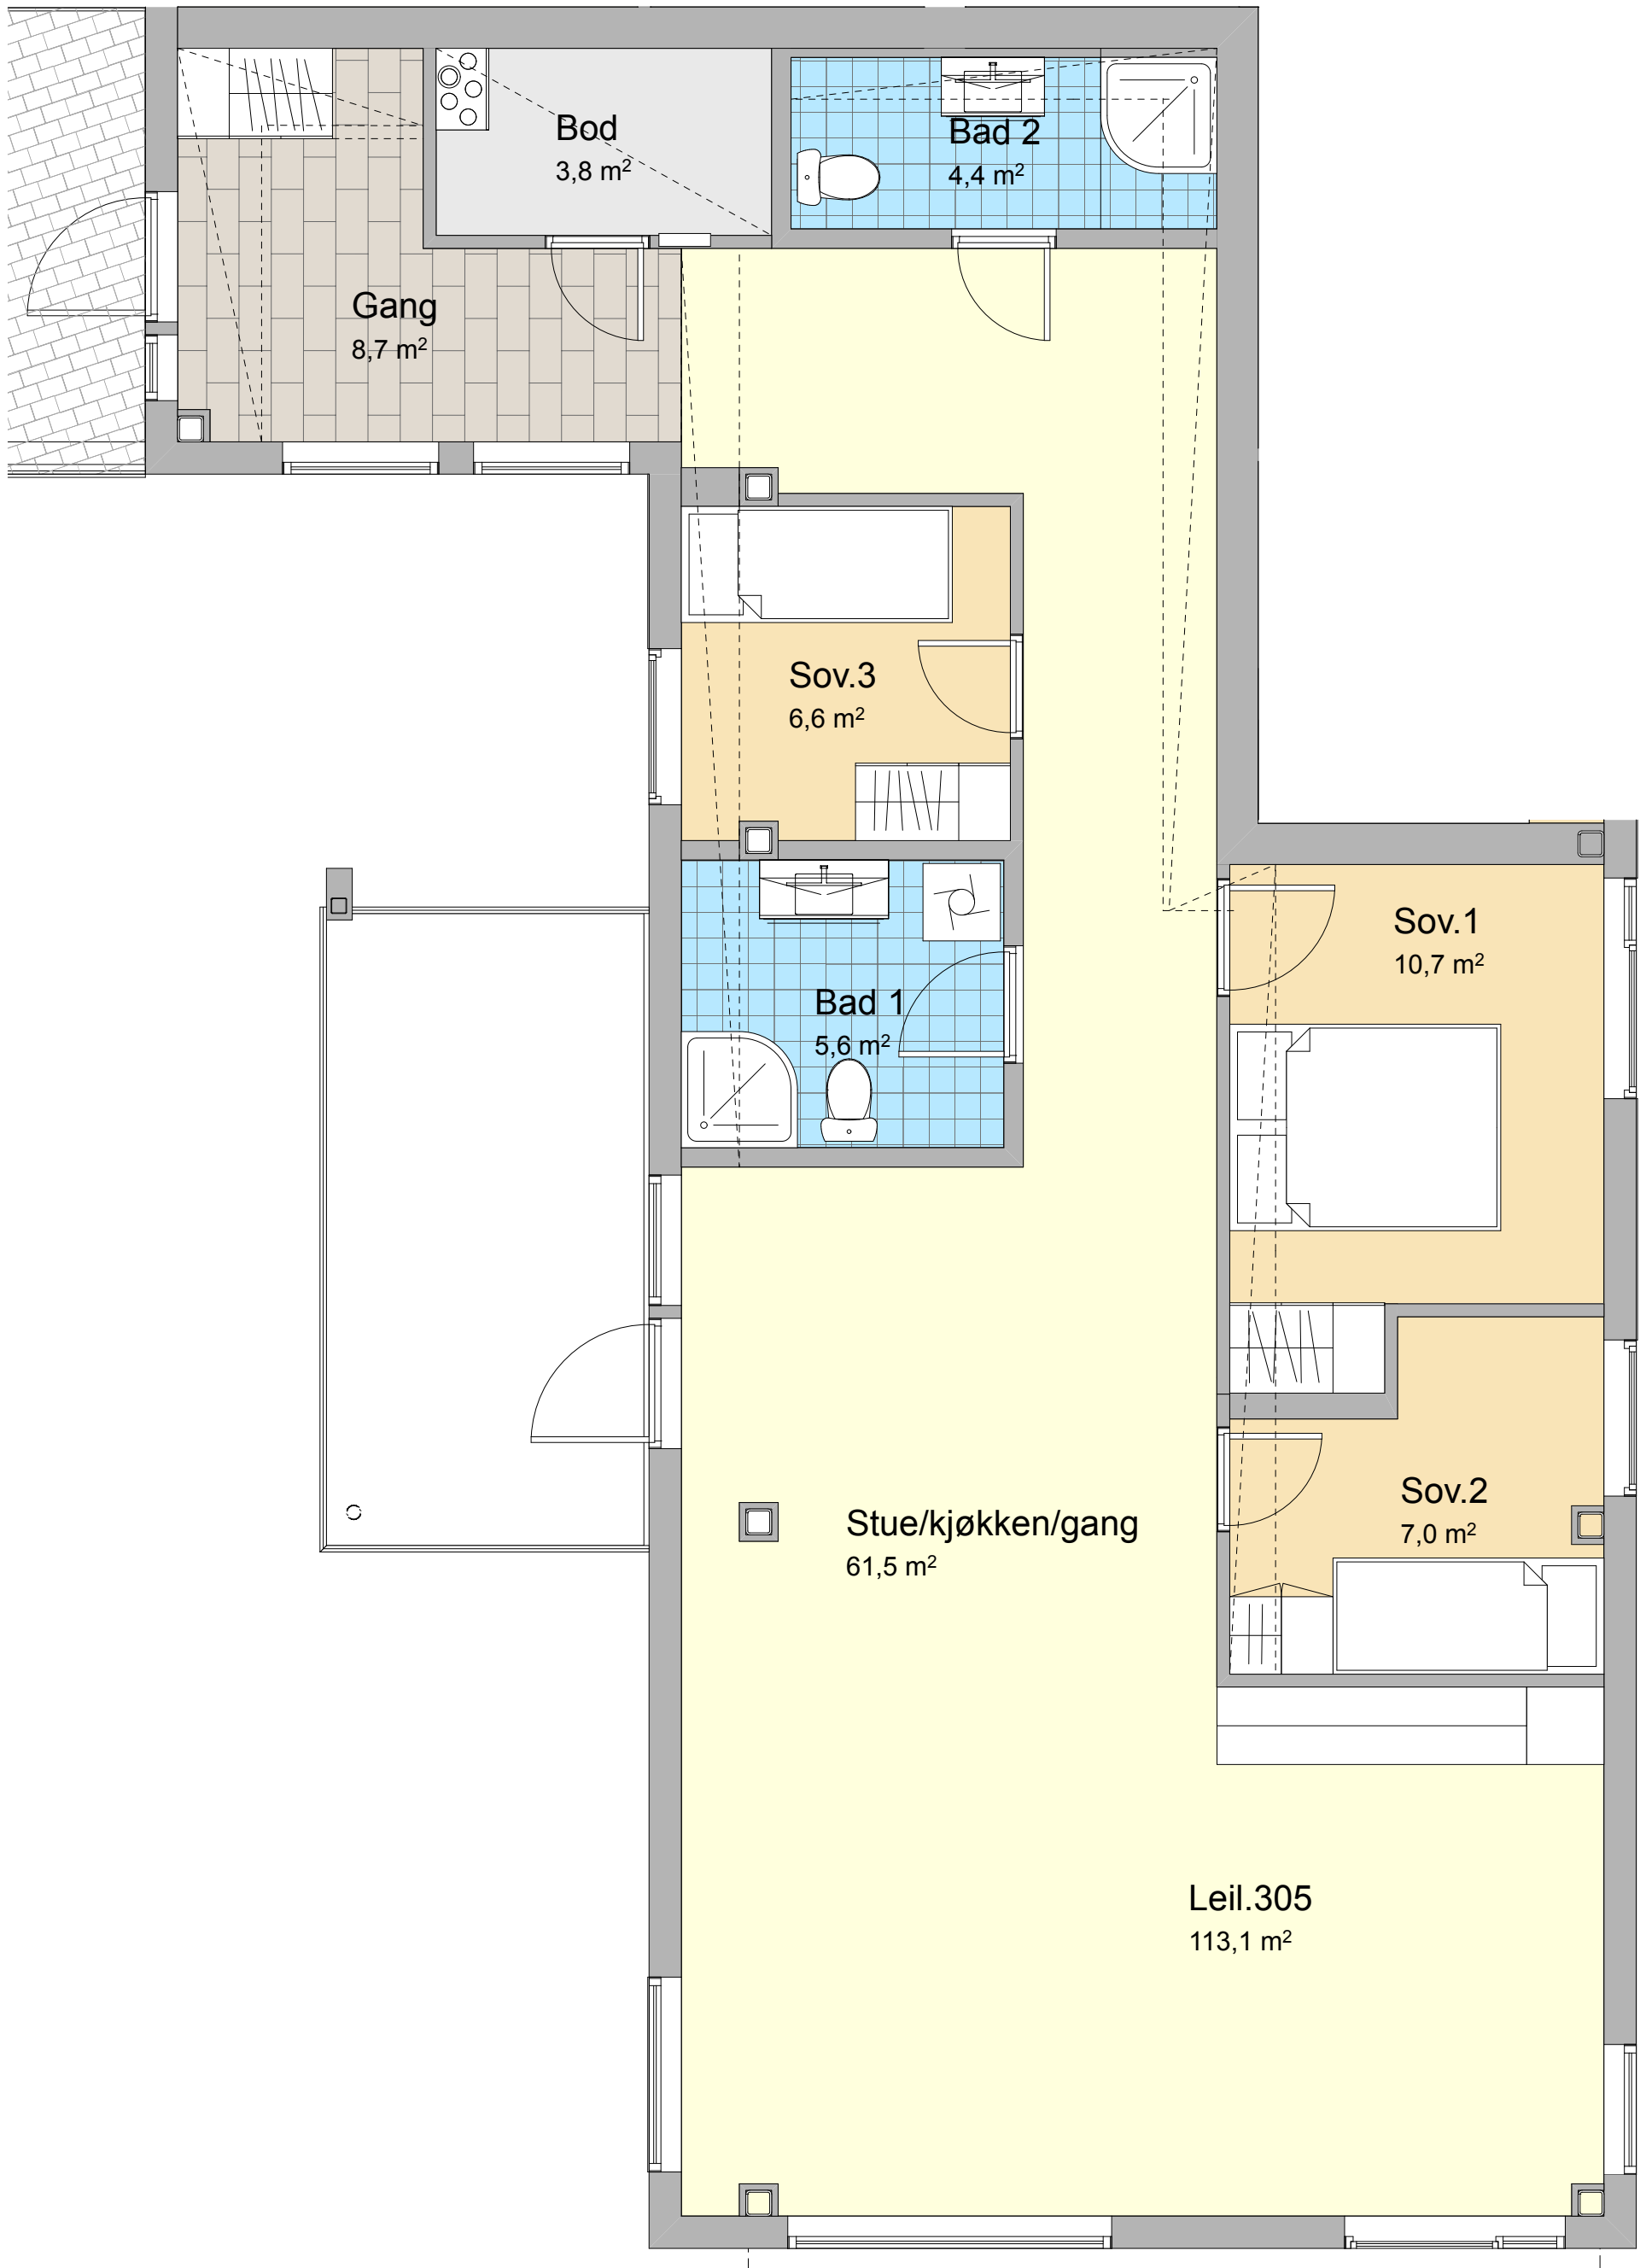 Bod
3,8 m²
Bad 2
4,4 m²
Gang
8,7 m²
Sov.3
6,6 m²
Sov.1
10,7 m²
Bad 1
5,6 m²
Sov.2
7,0 m²
Stue/kjøkken/gang
61,5 m²
Leil.305
113,1 m²